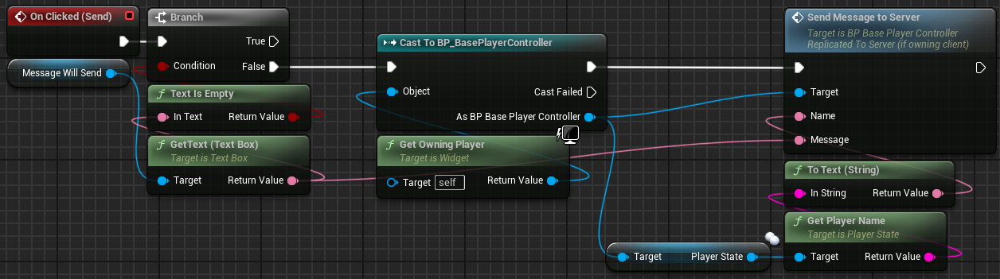 On Clicked (Send)
Message Will Send
Branch
True
Condition
False
Text Is Empty
In Text
Return Value
GetText (Text Box)
Target is Text Box
Target
Return Value
Cast To BP_BasePlayerController
Object
Cast Failed
As BP Base Player Controller
Get Owning Player
Target is Widget
Target self
Return Value
Target
Player State
Send Message to Server
Target is BP Base Player Controller
Replicated To Server (if owning client)
Target
Name
Message
To Text (String)
In String
Return Value
Get Player Name
Target is Player State
Target
Return Value